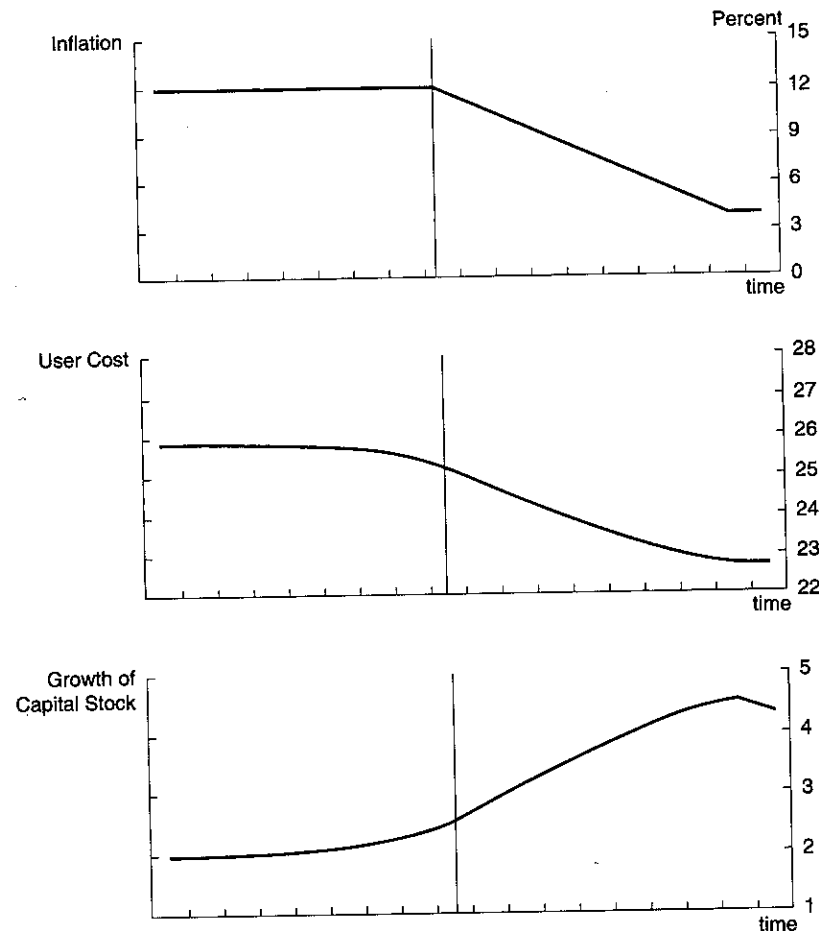 Percent
Inflation
15
12
9
6
3
0
time
User Cost
28
27
26
25
24
23
22
time
Growth of
Capital Stock
5
4
3
2
1
time